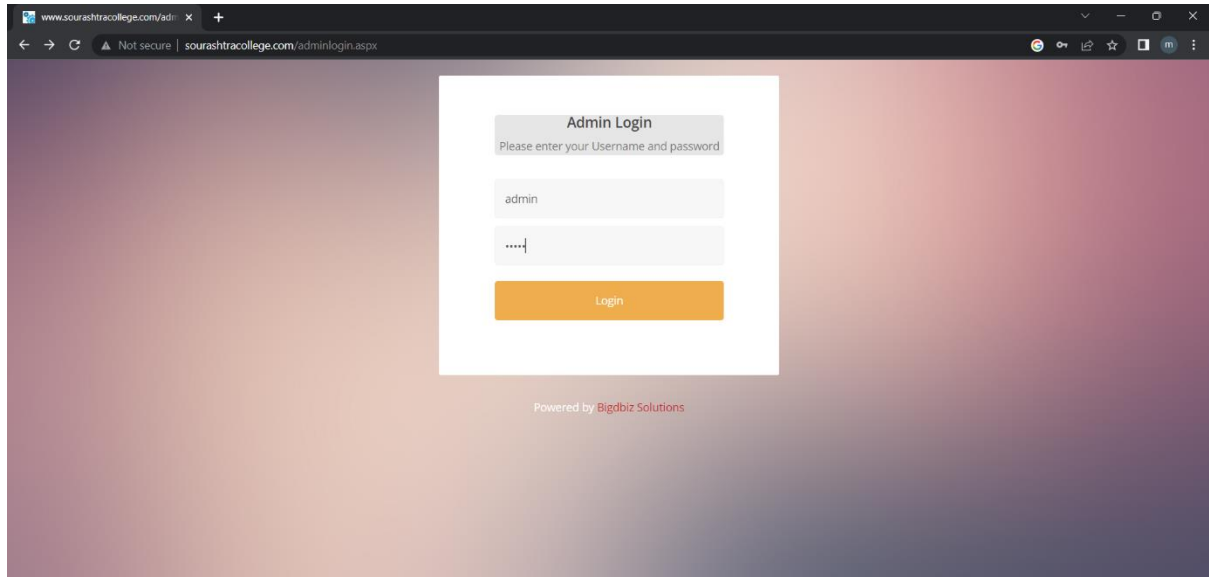 www.sourashtracollege.com/adm
Not secure | sourashtracollege.com/adminlogin.aspx
m
Admin Login
Please enter your Username and password
admin
•••••
Login
Powered by Bigdbiz Solutions